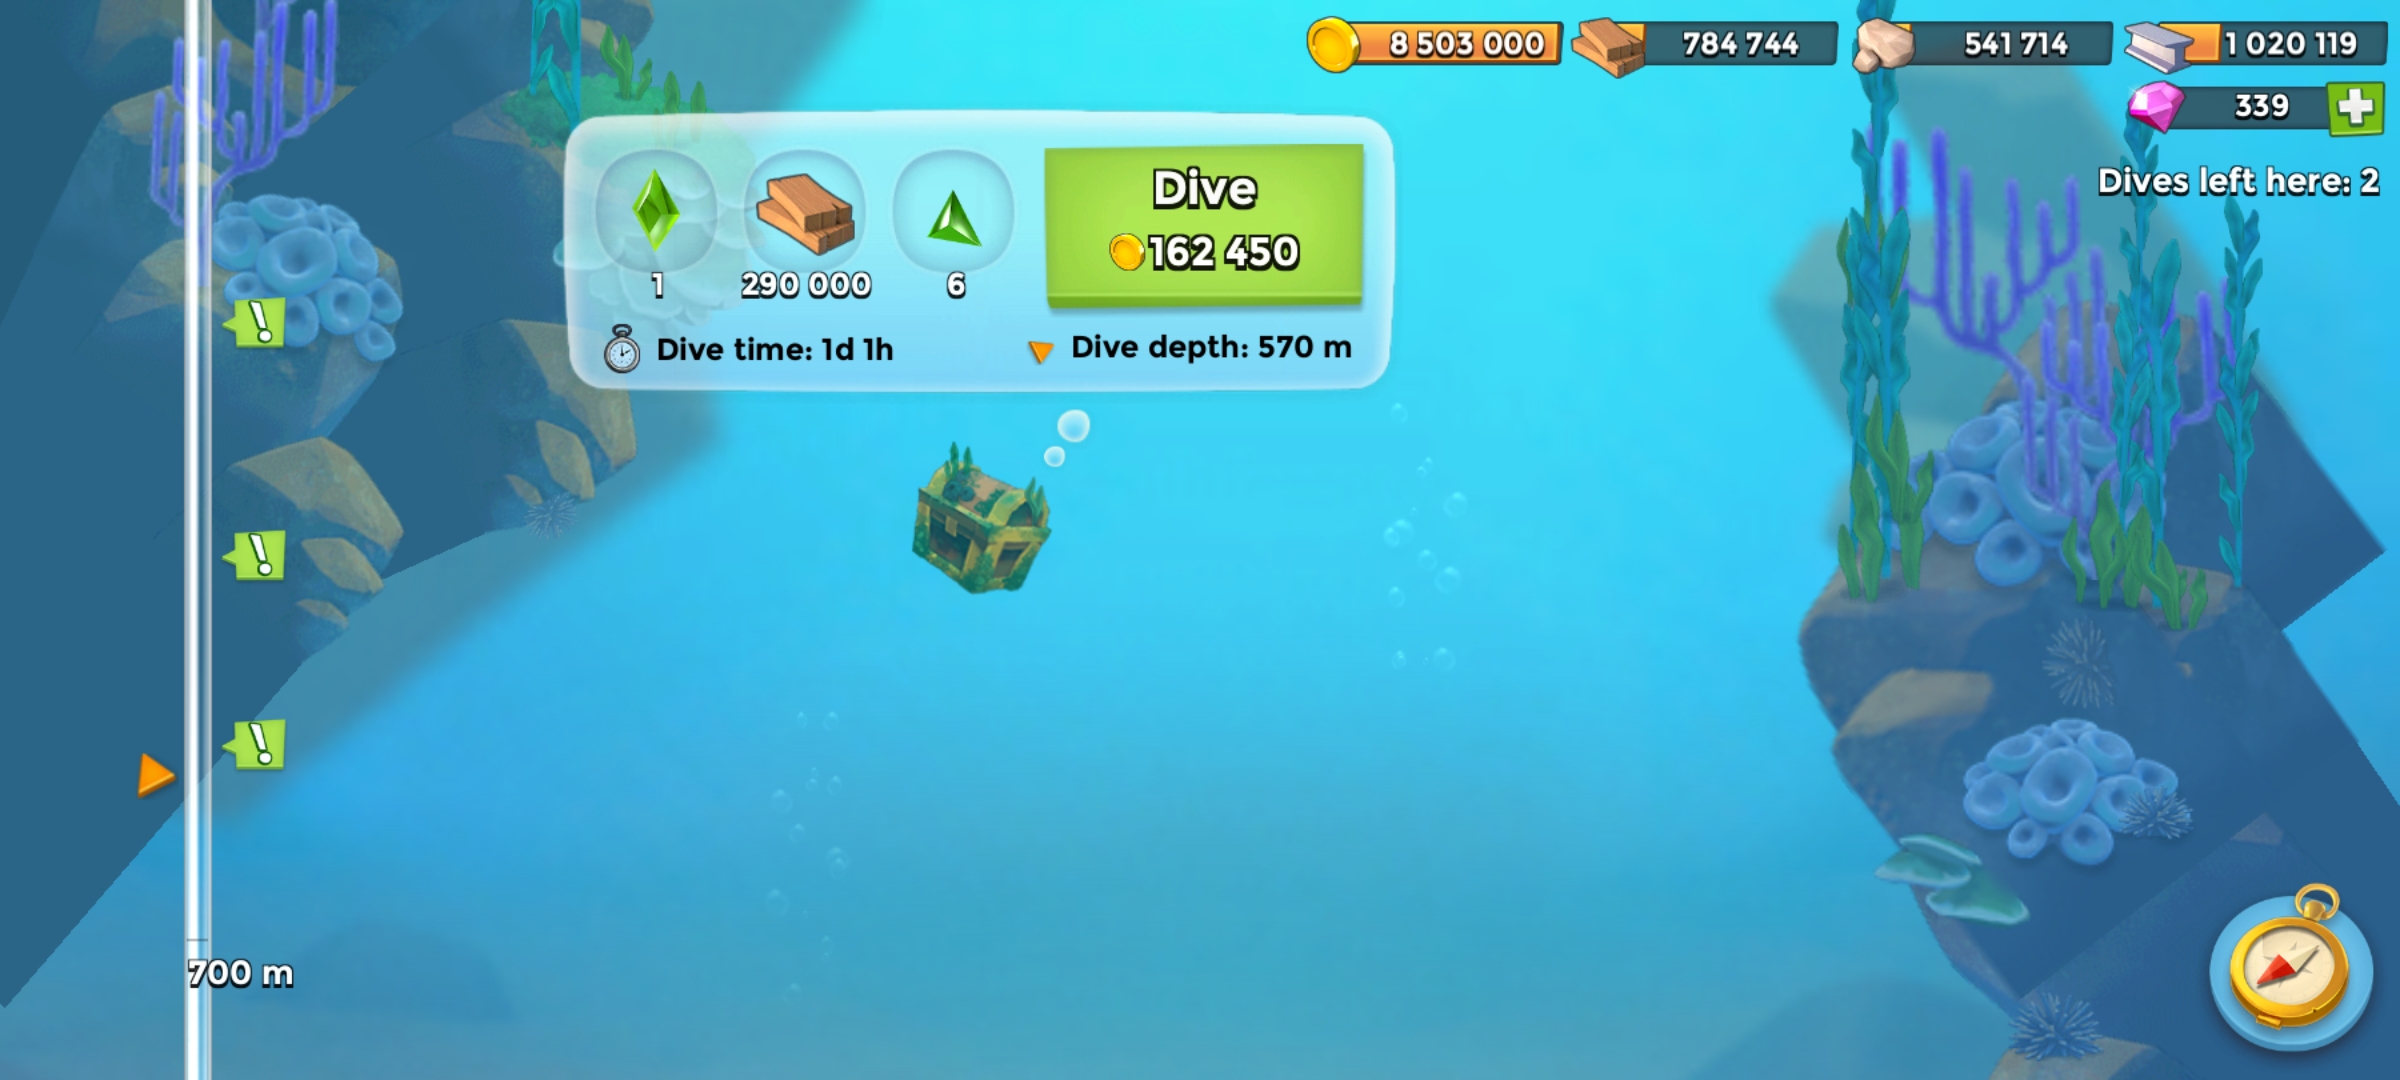 8 503 000
784 744
541 714
1 020 119
339
Dives left here: 2
Dive
162 450
1
290 000
6
Dive time: 1d 1h
Dive depth: 570 m
!
!
!
700 m